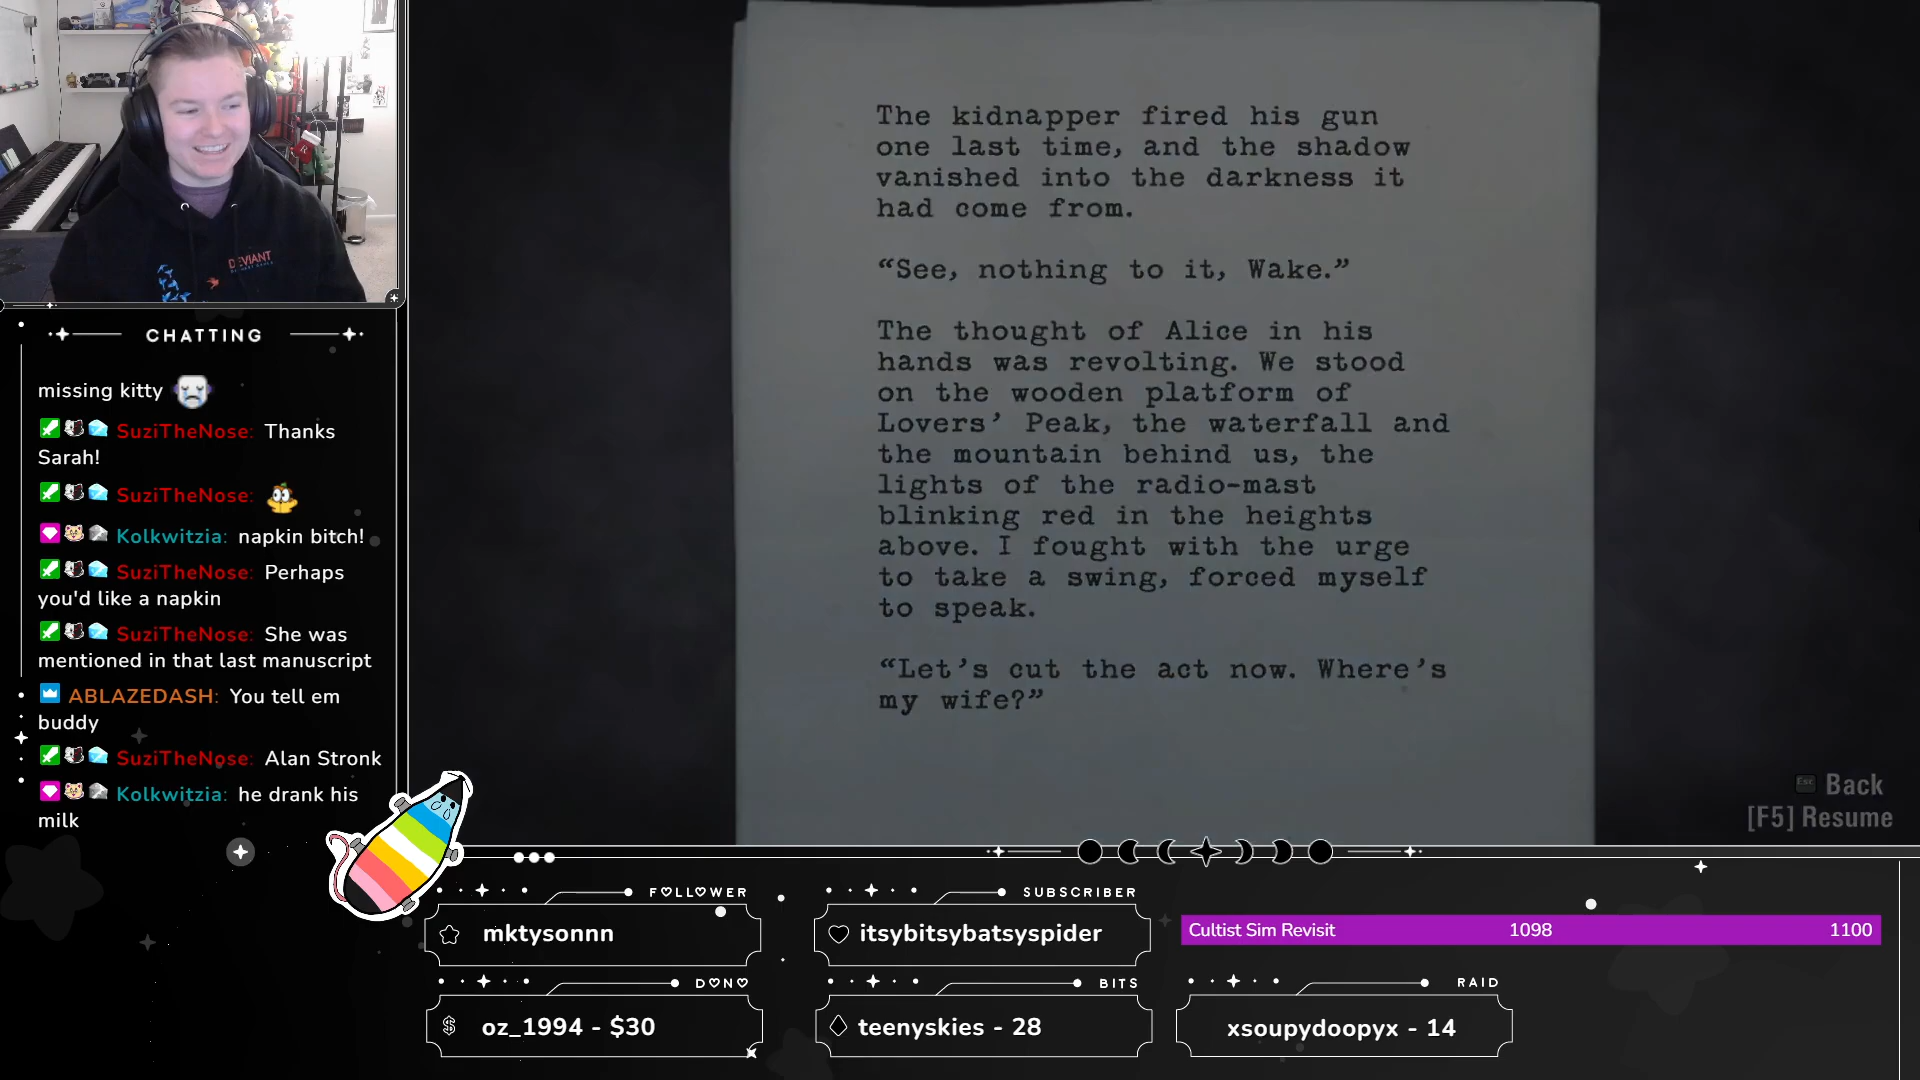 The kidnapper fired his gun
one last time, and the shadow
vanished into the darkness it
had come from.
“See, nothing to it, Wake.”
The thought of Alice in his
hands was revolting. We stood
on the wooden platform of
Lovers’ Peak, the waterfall and
the mountain behind us, the
lights of the radio-mast
blinking red in the heights
above. I fought with the urge
to take a swing, forced myself
to speak.
“Let’s cut the act now. Where’s
my wife?”
Esc Back
[F5] Resume
DEVIANT
CHATTING
missing kitty
SuziTheNose: Thanks
Sarah!
SuziTheNose:
Kolkwitzia: napkin bitch!
SuziTheNose: Perhaps
you'd like a napkin
SuziTheNose: She was
mentioned in that last manuscript
ABLAZEDASH: You tell em
buddy
SuziTheNose: Alan Stronk
Kolkwitzia: he drank his
milk
FOLLOWER
mktysonnn
SUBSCRIBER
itsybitsybatsyspider
Cultist Sim Revisit 1098 1100
DONO
oz_1994 - $30
BITS
teenyskies - 28
RAID
xsoupydoopyx - 14